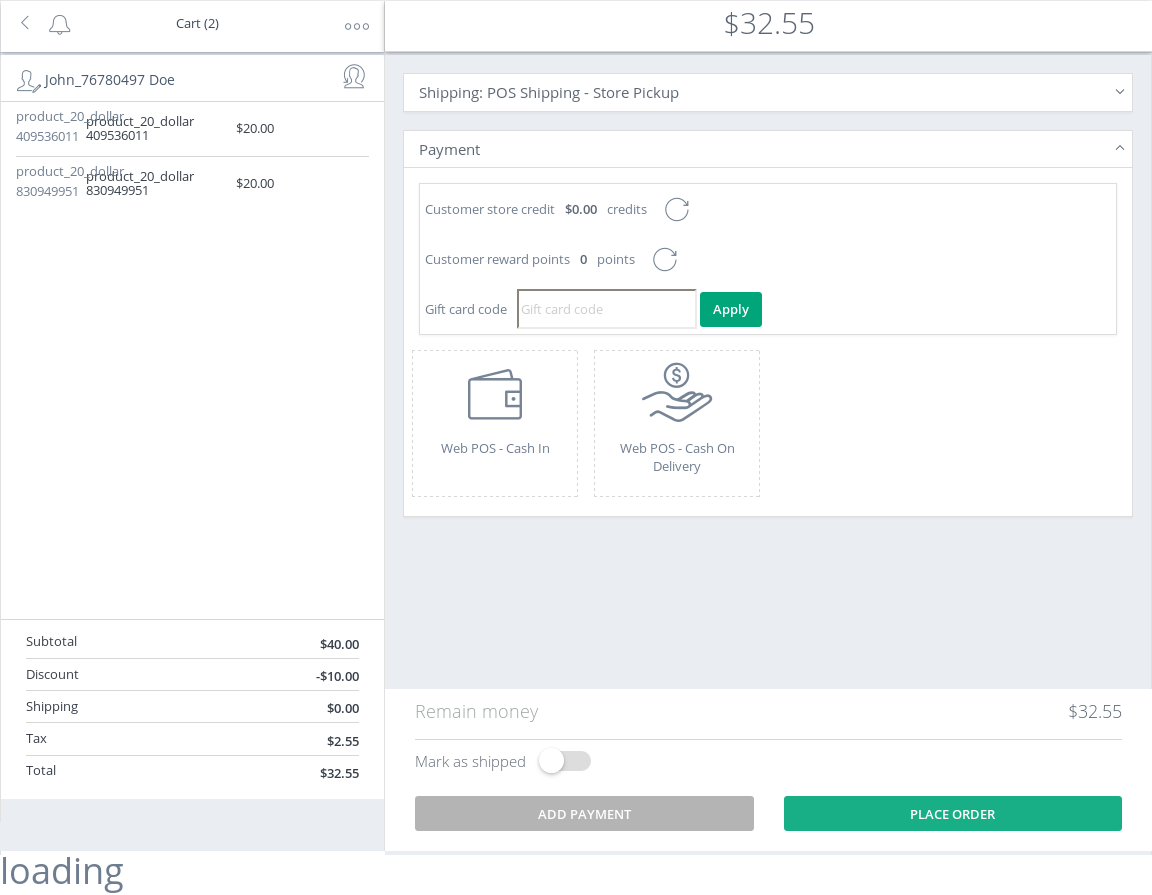 Cart (2)
$32.55
John_76780497 Doe
product_20_dollar
409536011
product_20_dollar
409536011
$20.00
product_20_dollar
830949951
product_20_dollar
830949951
$20.00
Subtotal $40.00
Discount -$10.00
Shipping $0.00
Tax $2.55
Total $32.55
Shipping: POS Shipping - Store Pickup
Payment
Customer store credit $0.00 credits
Customer reward points 0 points
Gift card code Gift card code Apply
Web POS - Cash In
Web POS - Cash On
Delivery
Remain money $32.55
Mark as shipped
ADD PAYMENT PLACE ORDER
loading